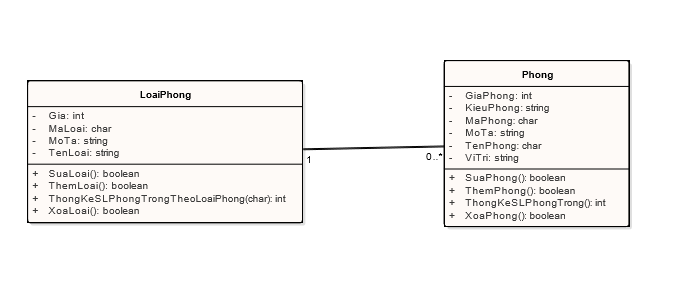 LoaiPhong
- Gia: int
- MaLoai: char
- MoTa: string
- TenLoai: string
+ SuaLoai(): boolean
+ ThemLoai(): boolean
+ ThongKeSLPhongTrongTheoLoaiPhong(char): int
+ XoaLoai(): boolean
1
0..*
Phong
- GiaPhong: int
- KieuPhong: string
- MaPhong: char
- MoTa: string
- TenPhong: char
- ViTri: string
+ SuaPhong(): boolean
+ ThemPhong(): boolean
+ ThongKeSLPhongTrong(): int
+ XoaPhong(): boolean